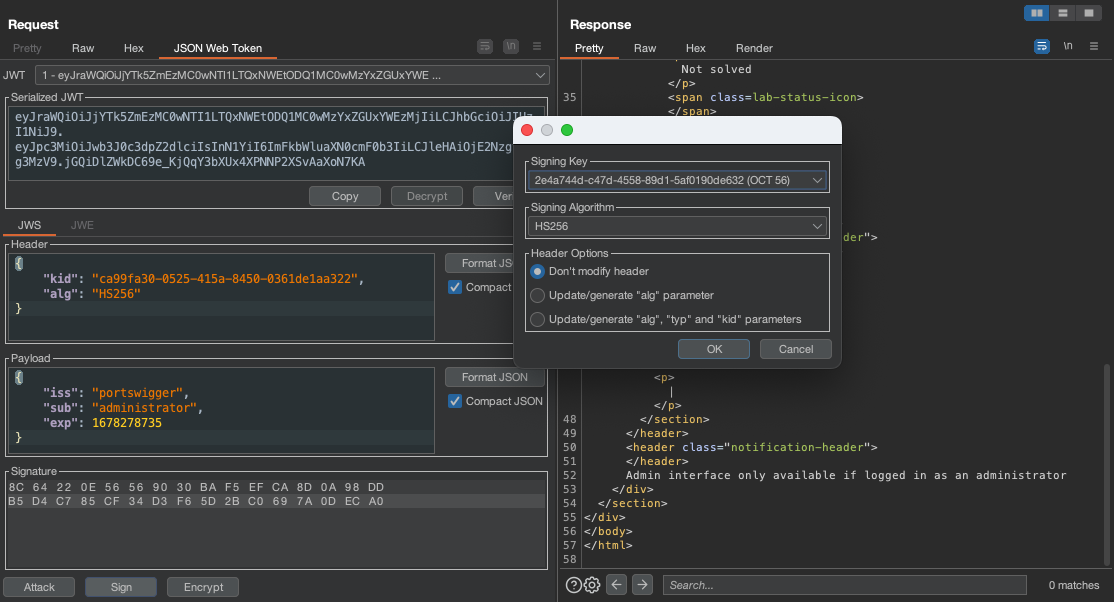 Request
Pretty Raw Hex JSON Web Token \n
JWT 1 - eyJraWQiOiJjYTk5ZmEzMC0wNTI1LTQxNWEtODQ1MC0wMzYxZGUxYWE ...
Serialized JWT
eyJraWQiOiJjYTk5ZmEzMC0wNTI1LTQxNWEtODQ1MC0wMzYxZGUxYWEzMjIiLCJhbGciOiJIUz
I1NiJ9.
eyJpc3MiOiJwb3J0c3dpZ2dlciIsInN1YiI6ImFkbWluaXN0cmF0b3IiLCJleHAiOjE2Nzg
g3MzV9.jGQiDlZWkDC69e_KjQqY3bXUx4XPNNP2XSvAaXoN7KA
Copy Decrypt Veri
JWS JWE
Header
{
"kid": "ca99fa30-0525-415a-8450-0361de1aa322",
"alg": "HS256"
}
Format JSO
Compact
Payload
{
"iss": "portswigger",
"sub": "administrator",
"exp": 1678278735
}
Format JSON
Compact JSON
Signature
8C 64 22 0E 56 56 90 30 BA F5 EF CA 8D 0A 98 DD
B5 D4 C7 85 CF 34 D3 F6 5D 2B C0 69 7A 0D EC A0
Attack Sign Encrypt
Signing Key
2e4a744d-c47d-4558-89d1-5af0190de632 (OCT 56)
Signing Algorithm
HS256
Header Options
Don't modify header
Update/generate "alg" parameter
Update/generate "alg", "typ" and "kid" parameters
OK Cancel
Response
Pretty Raw Hex Render \n
Not solved
</p>
35 <span class=lab-status-icon>
</span>
der">
<p>
|
</p>
48 </section>
49 </header>
50 <header class="notification-header">
51 </header>
52 Admin interface only available if logged in as an administrator
53 </div>
54 </section>
55 </div>
56 </body>
57 </html>
58
? Search... 0 matches